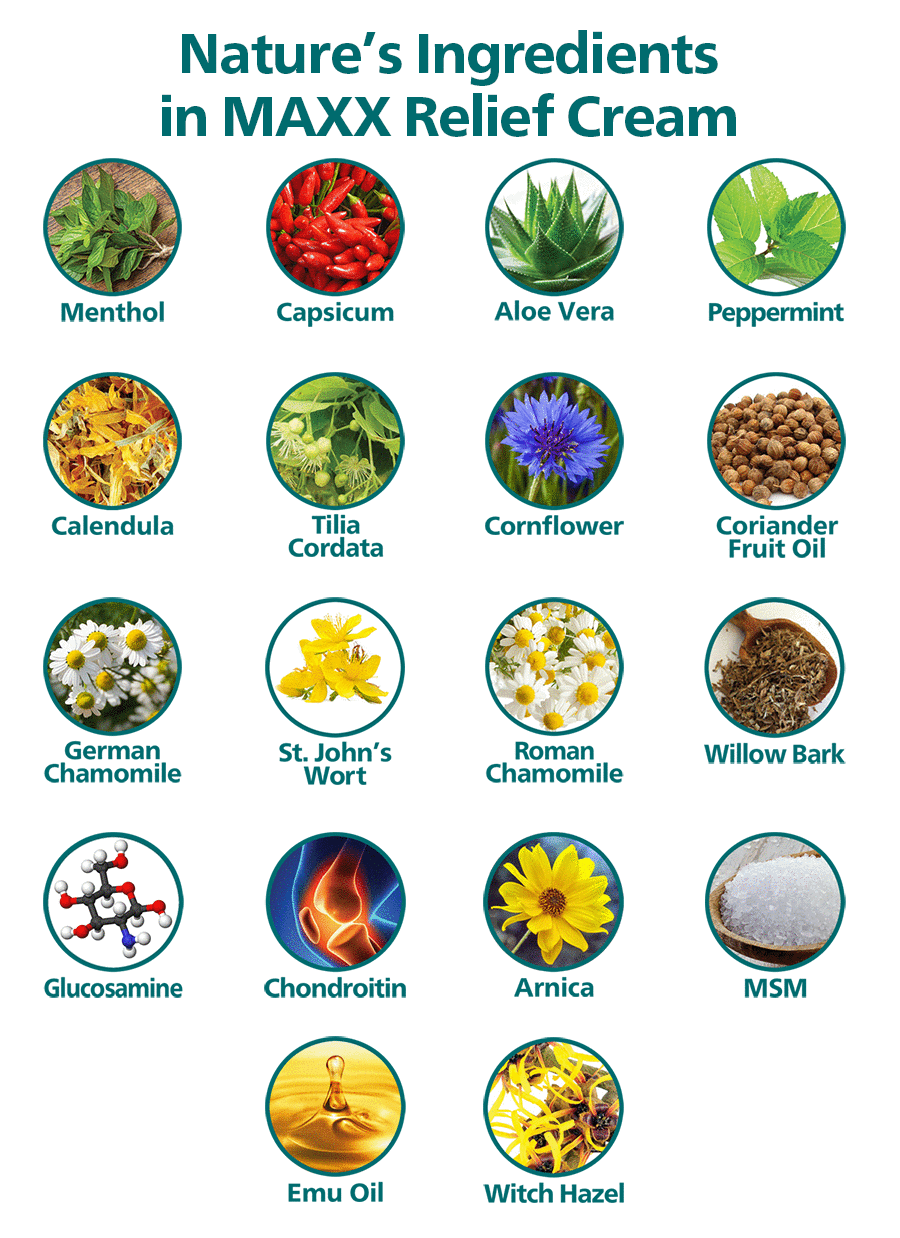 Nature’s Ingredients
in MAXX Relief Cream
Menthol
Capsicum
Aloe Vera
Peppermint
Calendula
Tilia
Cordata
Cornflower
Coriander
Fruit Oil
German
Chamomile
St. John’s
Wort
Roman
Chamomile
Willow Bark
Glucosamine
Chondroitin
Arnica
MSM
Emu Oil
Witch Hazel